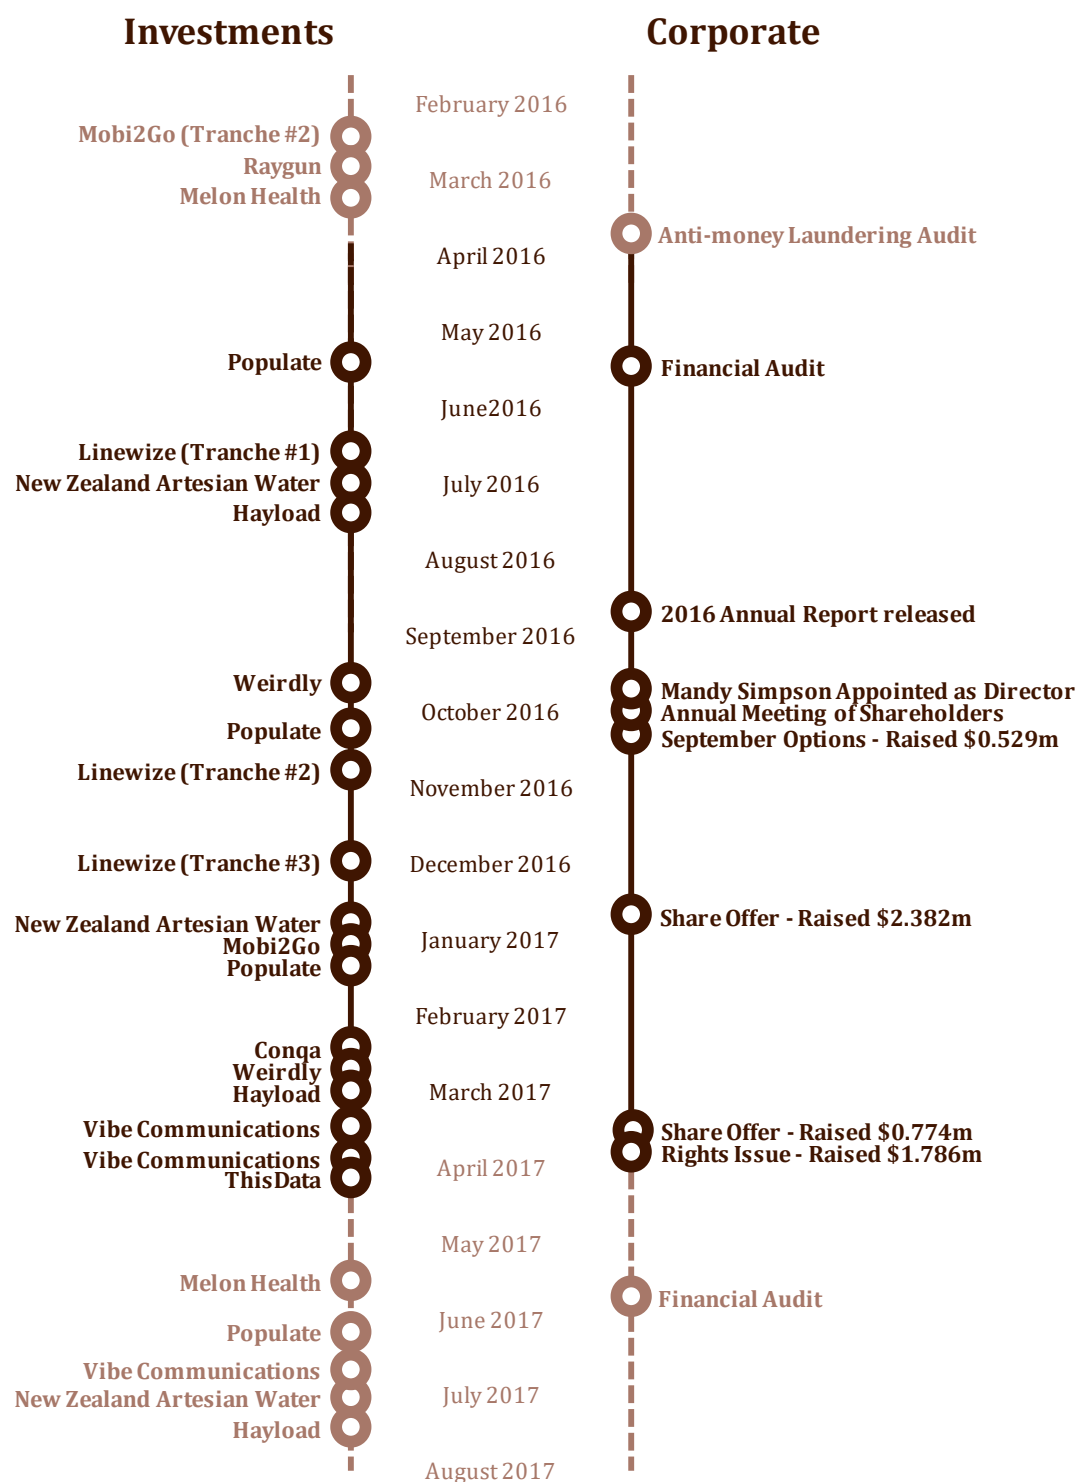 Investments
Corporate
February 2016
Mobi2Go (Tranche #2)
Raygun
March 2016
Melon Health
Anti-money Laundering Audit
April 2016
May 2016
Populate
Financial Audit
June2016
Linewize (Tranche #1)
New Zealand Artesian Water
July 2016
Hayload
August 2016
2016 Annual Report released
September 2016
Weirdly
Mandy Simpson Appointed as Director
October 2016
Annual Meeting of Shareholders
Populate
September Options - Raised $0.529m
Linewize (Tranche #2)
November 2016
Linewize (Tranche #3)
December 2016
New Zealand Artesian Water
Share Offer - Raised $2.382m
Mobi2Go
January 2017
Populate
February 2017
Conqa
Weirdly
Hayload
March 2017
Vibe Communications
Share Offer - Raised $0.774m
Rights Issue - Raised $1.786m
Vibe Communications
April 2017
ThisData
May 2017
Melon Health
Financial Audit
June 2017
Populate
Vibe Communications
New Zealand Artesian Water
July 2017
Hayload
August 2017